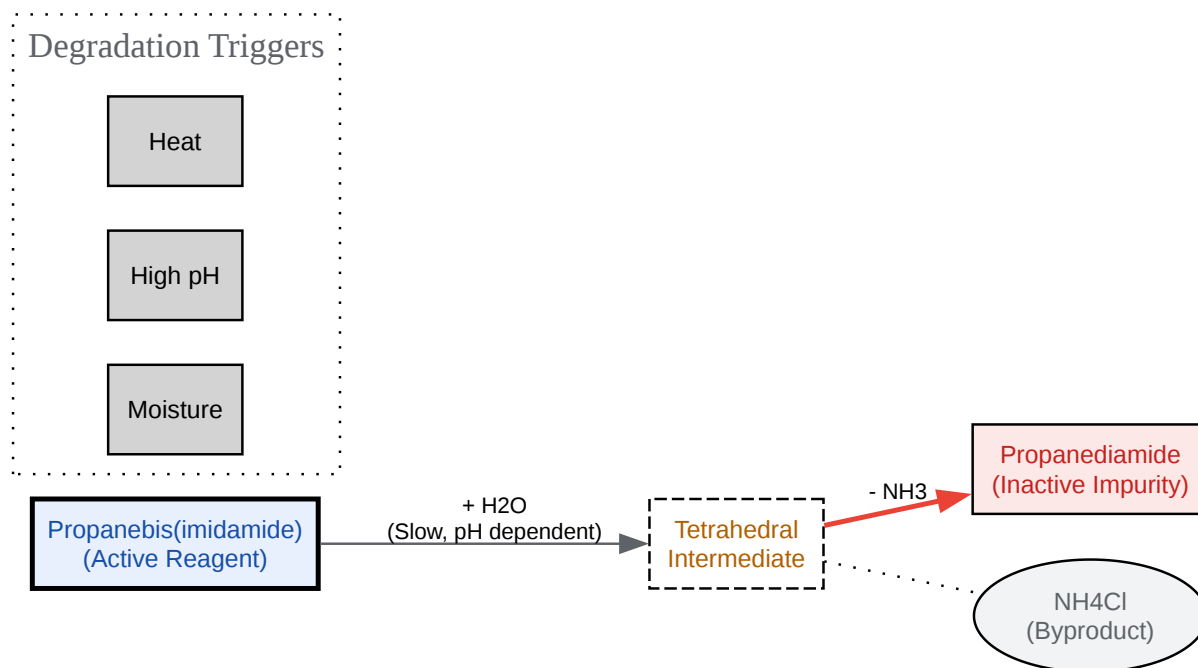 Degradation Triggers
Heat
High pH
Moisture
Propanebis(imidamide)
(Active Reagent)
+ H2O
(Slow, pH dependent)
Tetrahedral
Intermediate
- NH3
Propanediamide
(Inactive Impurity)
NH4Cl
(Byproduct)